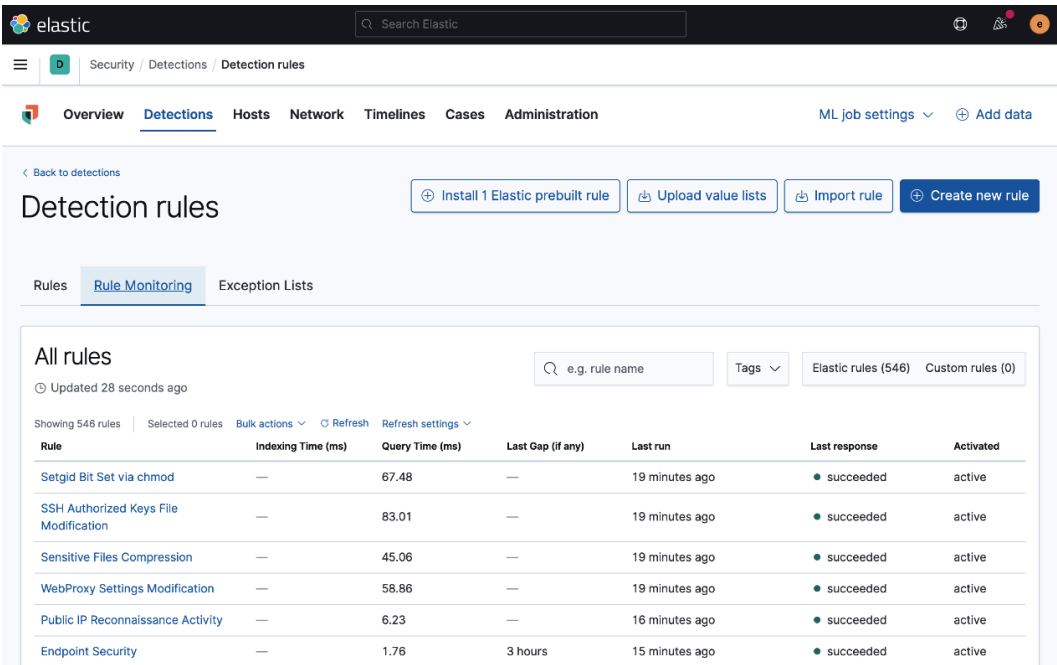 elastic
Search Elastic
e
D
Security / Detections / Detection rules
Overview Detections Hosts Network Timelines Cases Administration
ML job settings Add data
Back to detections
Detection rules
Install 1 Elastic prebuilt rule Upload value lists Import rule Create new rule
Rules Rule Monitoring Exception Lists
All rules
Updated 28 seconds ago
e.g. rule name Tags Elastic rules (546) Custom rules (0)
Showing 546 rules Selected 0 rules Bulk actions Refresh Refresh settings
Rule Indexing Time (ms) Query Time (ms) Last Gap (if any) Last run Last response Activated
Setgid Bit Set via chmod — 67.48 — 19 minutes ago succeeded active
SSH Authorized Keys File
Modification — 83.01 — 19 minutes ago succeeded active
Sensitive Files Compression — 45.06 — 19 minutes ago succeeded active
WebProxy Settings Modification — 58.86 — 19 minutes ago succeeded active
Public IP Reconnaissance Activity — 6.23 — 16 minutes ago succeeded active
Endpoint Security — 1.76 3 hours 15 minutes ago succeeded active